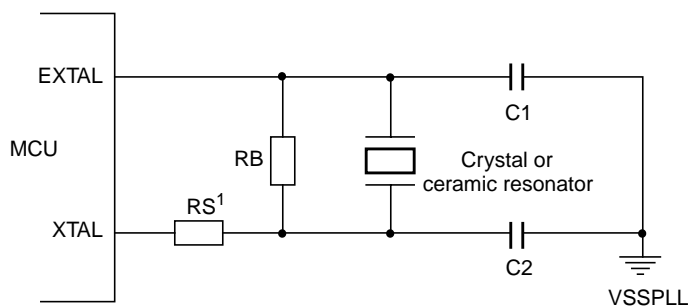 EXTAL
C1
MCU
RB
Crystal or
ceramic resonator
RS¹
XTAL
C2
VSSPLL